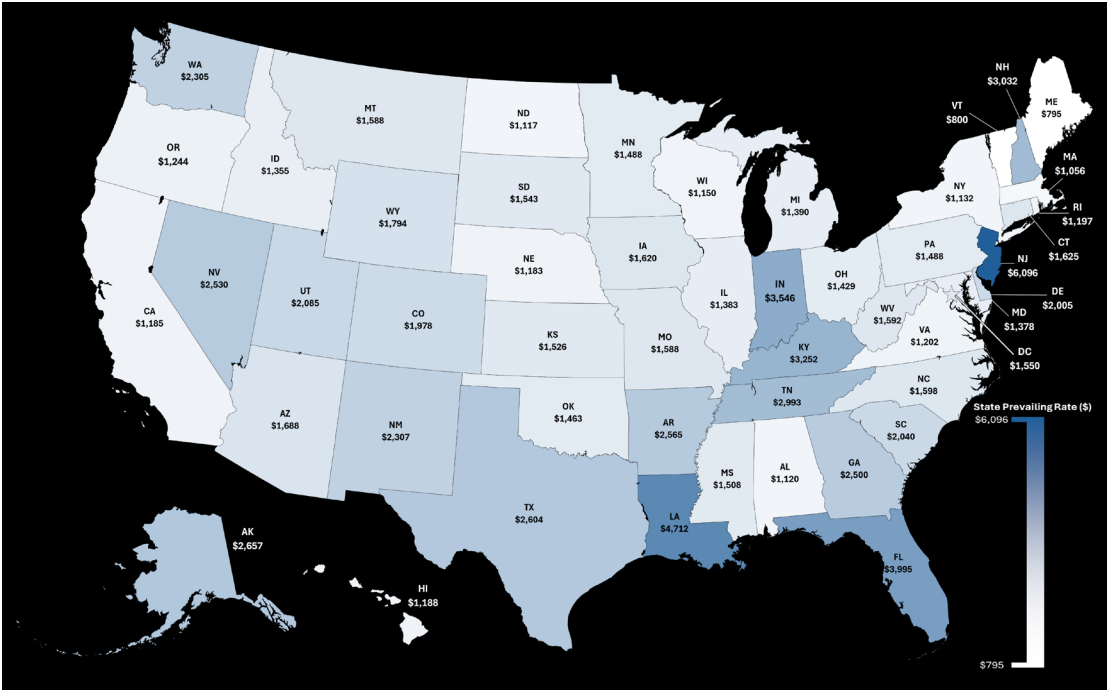 WA
$2,305
OR
$1,244
CA
$1,185
ID
$1,355
NV
$2,530
MT
$1,588
WY
$1,794
UT
$2,085
CO
$1,978
AZ
$1,688
NM
$2,307
ND
$1,117
SD
$1,543
NE
$1,183
KS
$1,526
OK
$1,463
TX
$2,604
MN
$1,488
IA
$1,620
MO
$1,588
AR
$2,565
LA
$4,712
WI
$1,150
IL
$1,383
MI
$1,390
IN
$3,546
OH
$1,429
KY
$3,252
TN
$2,993
MS
$1,508
AL
$1,120
GA
$2,500
FL
$3,995
SC
$2,040
NC
$1,598
VA
$1,202
WV
$1,592
PA
$1,488
NY
$1,132
VT
$800
NH
$3,032
ME
$795
MA
$1,056
RI
$1,197
CT
$1,625
NJ
$6,096
DE
$2,005
MD
$1,378
DC
$1,550
AK
$2,657
HI
$1,188
State Prevailing Rate ($)
$6,096
$795